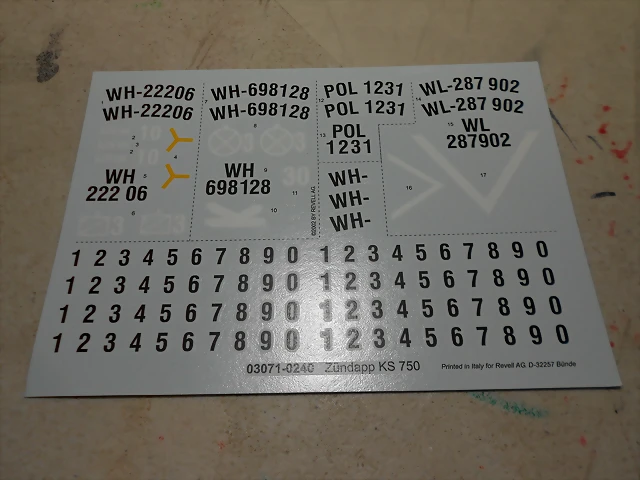 WH-22206
WH-22206
WH
222 06
WH-698128
WH-698128
WH
698128
30
POL 1231
POL 1231
POL
1231
WH-
WH-
WH-
©2002 BY REVELL AG
WL-287 902
WL-287 902
WL
287902
1 2 3 4 5 6 7 8 9 0 1 2 3 4 5 6 7 8 9 0
1 2 3 4 5 6 7 8 9 0 1 2 3 4 5 6 7 8 9 0
1 2 3 4 5 6 7 8 9 0 1 2 3 4 5 6 7 8 9 0
1 2 3 4 5 6 7 8 9 0 1 2 3 4 5 6 7 8 9 0
03071-0240 Zündapp KS 750
Printed in Italy for Revell AG D-32257 Bünde